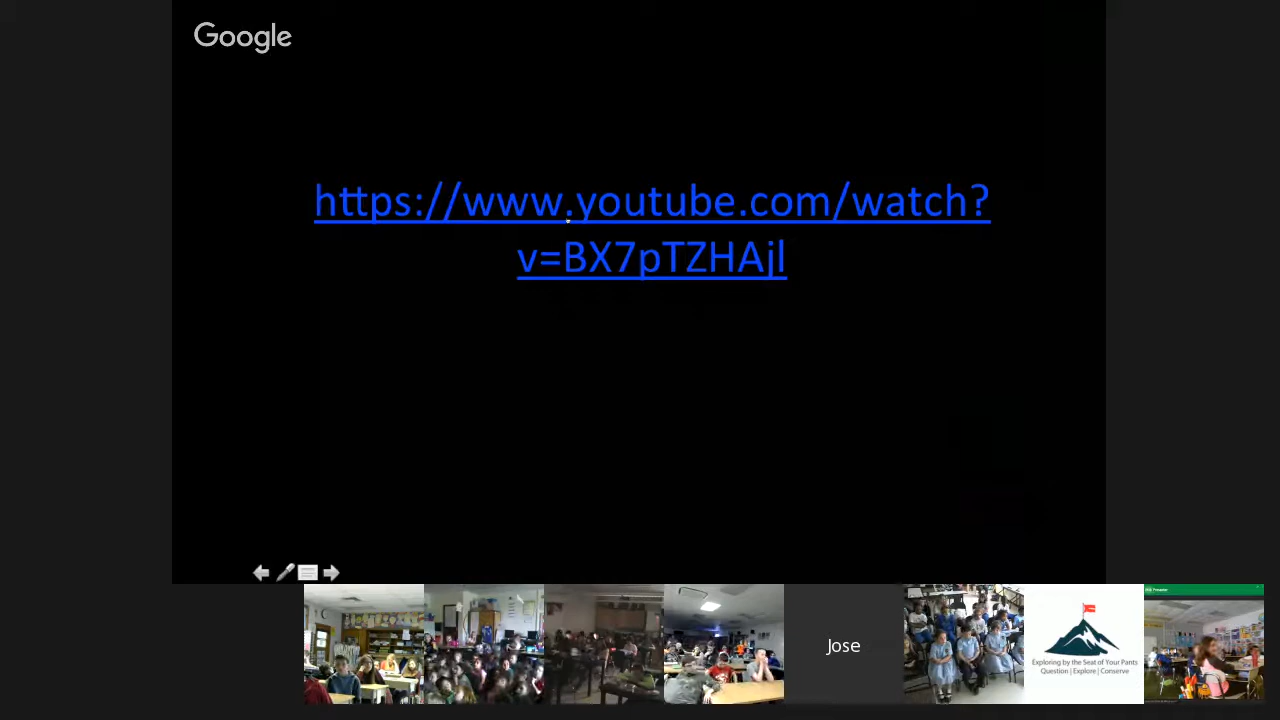 Google
https://www.youtube.com/watch?
v=BX7pTZHAjl
Jose
Exploring by the Seat of Your Pants
Question | Explore | Conserve